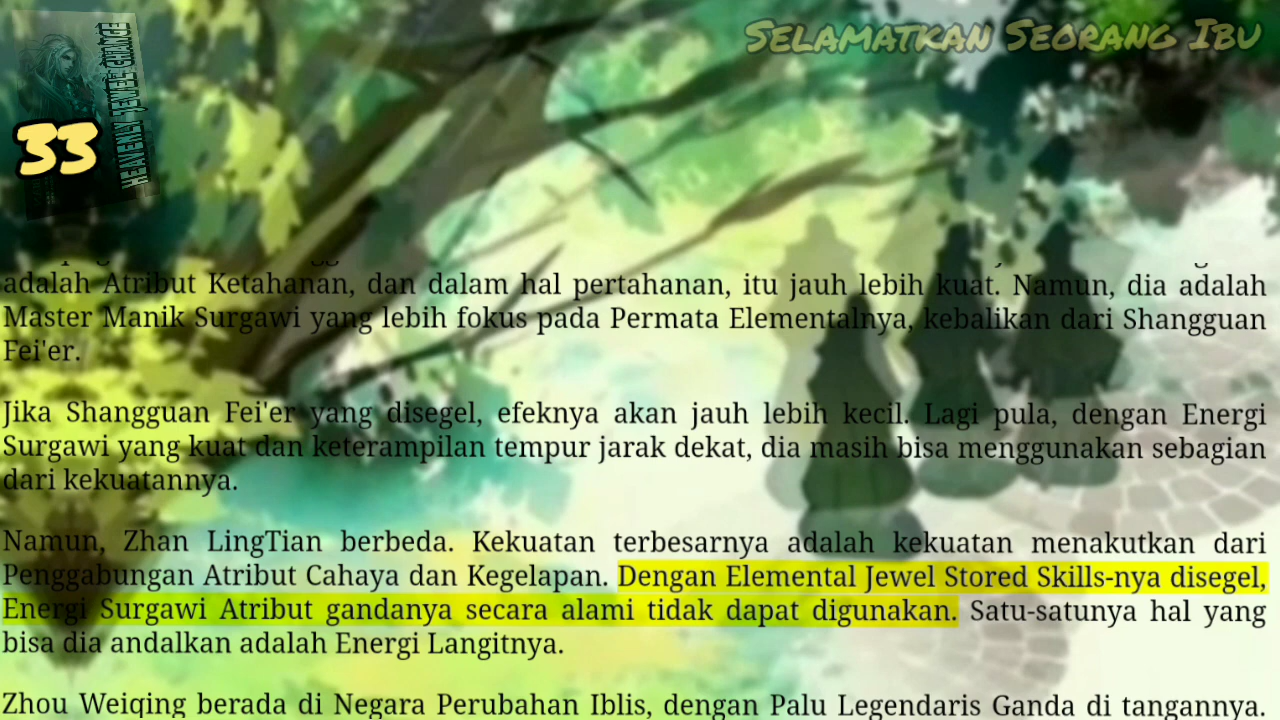 Selamatkan Seorang Ibu
HEAVENLY JEWEL CHANGE
33
adalah Atribut Ketahanan, dan dalam hal pertahanan, itu jauh lebih kuat. Namun, dia adalah
Master Manik Surgawi yang lebih fokus pada Permata Elementalnya, kebalikan dari Shangguan
Fei'er.
Jika Shangguan Fei'er yang disegel, efeknya akan jauh lebih kecil. Lagi pula, dengan Energi
Surgawi yang kuat dan keterampilan tempur jarak dekat, dia masih bisa menggunakan sebagian
dari kekuatannya.
Namun, Zhan LingTian berbeda. Kekuatan terbesarnya adalah kekuatan menakutkan dari
Penggabungan Atribut Cahaya dan Kegelapan. Dengan Elemental Jewel Stored Skills-nya disegel,
Energi Surgawi Atribut gandanya secara alami tidak dapat digunakan. Satu-satunya hal yang
bisa dia andalkan adalah Energi Langitnya.
Zhou Weiqing berada di Negara Perubahan Iblis, dengan Palu Legendaris Ganda di tangannya.